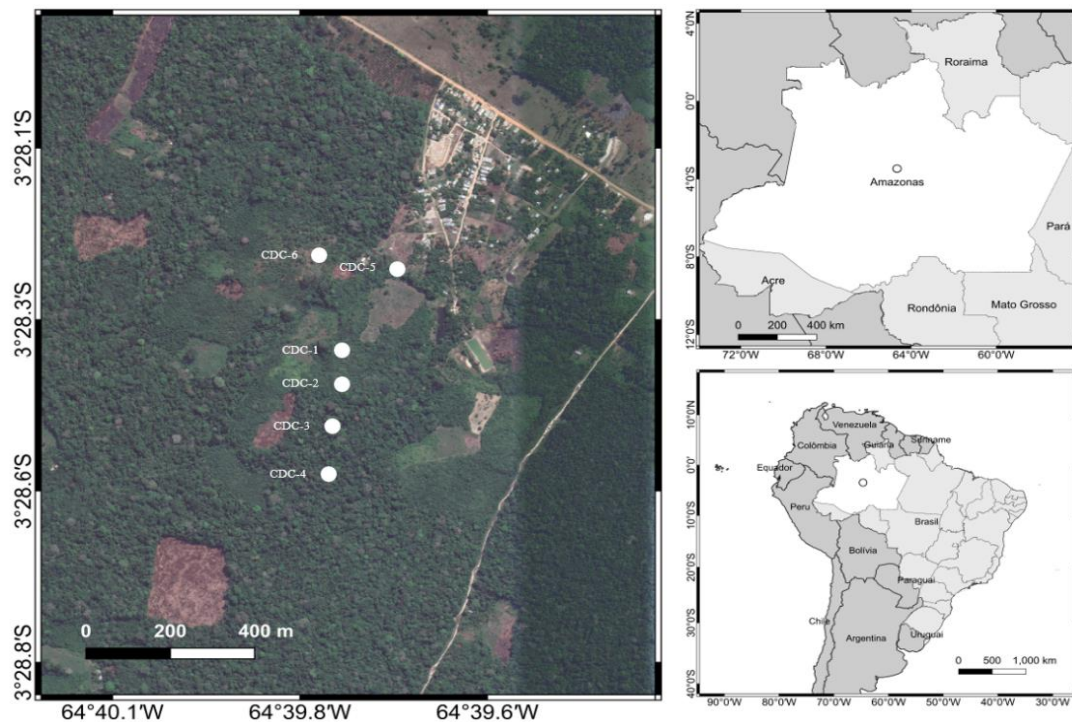 3°28.1'S
3°28.3'S
3°28.6'S
3°28.8'S
CDC-6
CDC-5
CDC-1
CDC-2
CDC-3
CDC-4
0 200 400 m
64°40.1'W 64°39.8'W 64°39.6'W
4°0'N
0°0'
4°0'S
8°0'S
12°0'S
Roraima
Amazonas
Pará
Acre
Rondônia
Mato Grosso
0 200 400 km
72°0'W 68°0'W 64°0'W 60°0'W
10°0'N
0°0'S
10°0'S
20°0'S
30°0'S
40°0'S
Venezuela
Colômbia
Guiana
Suriname
Equador
Peru
Brasil
Bolívia
Paraguai
Chile
Argentina
Uruguai
0 500 1,000 km
90°0'W 80°0'W 70°0'W 60°0'W 50°0'W 40°0'W 30°0'W